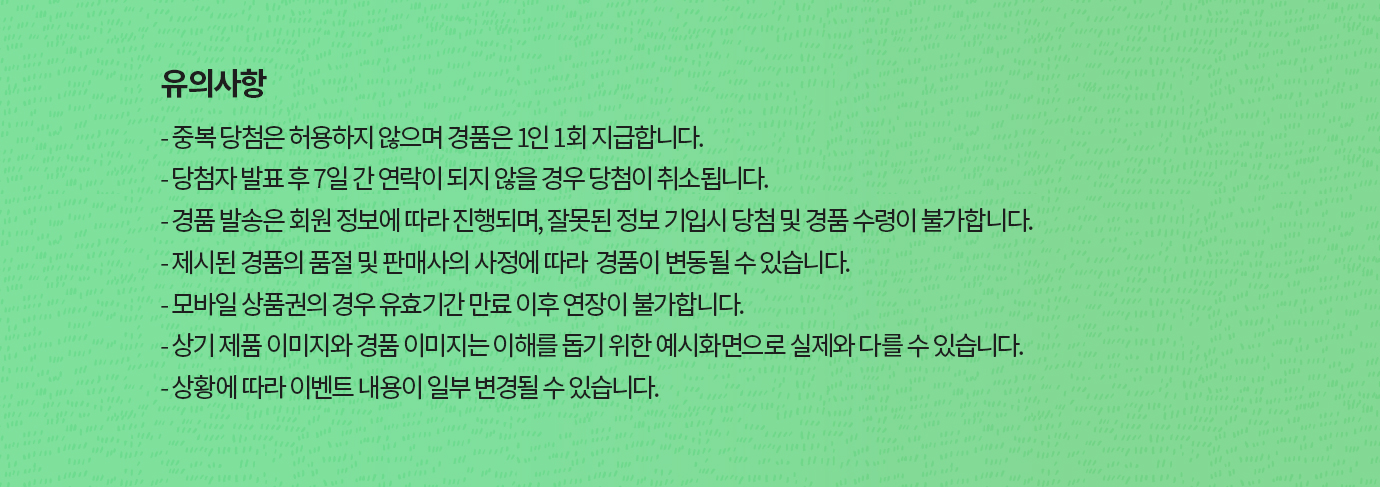 유의사항
- 중복 당첨은 허용하지 않으며 경품은 1인 1회 지급합니다.
- 당첨자 발표 후 7일 간 연락이 되지 않을 경우 당첨이 취소됩니다.
- 경품 발송은 회원 정보에 따라 진행되며, 잘못된 정보 기입시 당첨 및 경품 수령이 불가합니다.
- 제시된 경품의 품절 및 판매사의 사정에 따라 경품이 변동될 수 있습니다.
- 모바일 상품권의 경우 유효기간 만료 이후 연장이 불가합니다.
- 상기 제품 이미지와 경품 이미지는 이해를 돕기 위한 예시화면으로 실제와 다를 수 있습니다.
- 상황에 따라 이벤트 내용이 일부 변경될 수 있습니다.